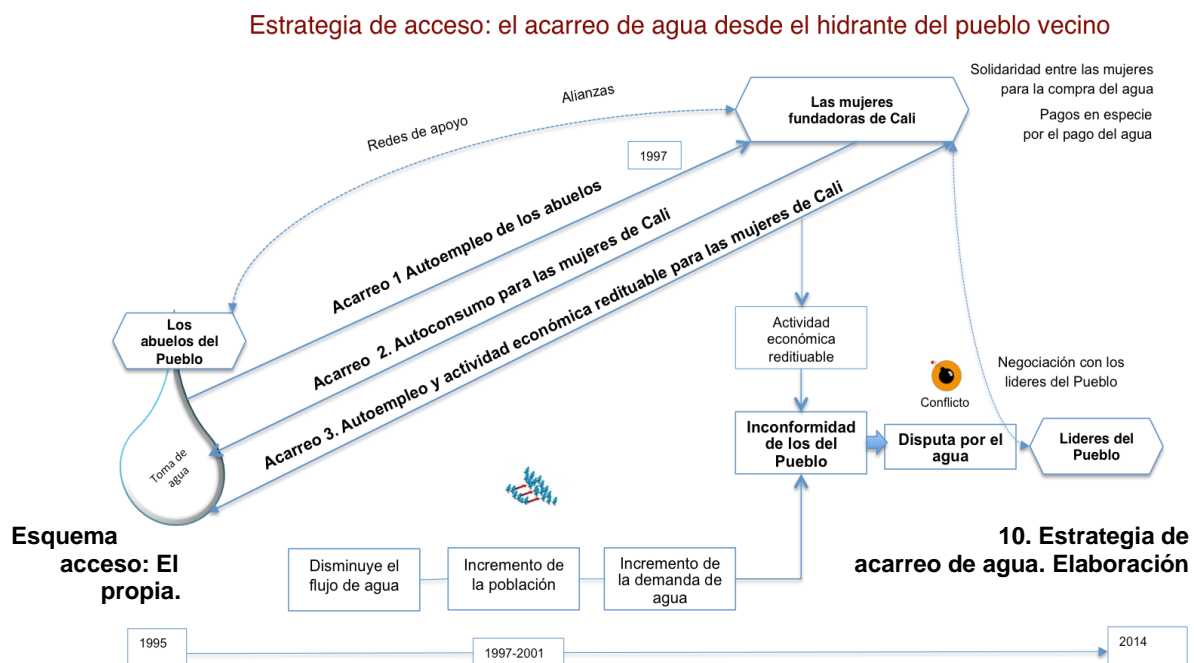 Estrategia de acceso: el acarreo de agua desde el hidrante del pueblo vecino
Solidaridad entre las mujeres
para la compra del agua
Pagos en especie
por el pago del agua
Alianzas
Redes de apoyo
Las mujeres
fundadoras de Cali
1997
Acarreo 1 Autoempleo de los abuelos
Acarreo 2. Autoconsumo para las mujeres de Cali
Acarreo 3. Autoempleo y actividad económica redituable para las mujeres de Cali
Los
abuelos del
Pueblo
Toma de
agua
Actividad
económica
reditiuable
Conflicto
Negociación con los
lideres del Pueblo
Inconformidad
de los del
Pueblo
Disputa por el
agua
Lideres del
Pueblo
Esquema
acceso: El
propia.
10. Estrategia de
acarreo de agua. Elaboración
Disminuye el
flujo de agua
Incremento de
la población
Incremento de
la demanda de
agua
1995
1997-2001
2014